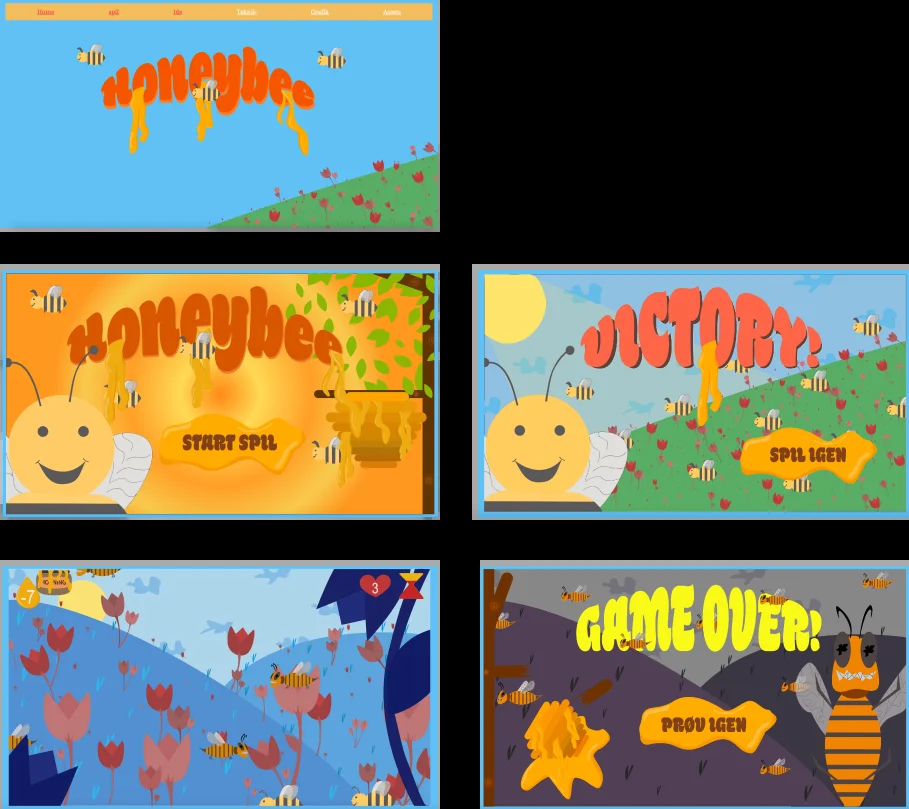 Home spil Ide Teknik Grafik Assets
Honeybee
Honeybee
START SPIL
VICTORY!
SPIL IGEN
-7
HONNING
3
GAME OVER!
PRØV IGEN